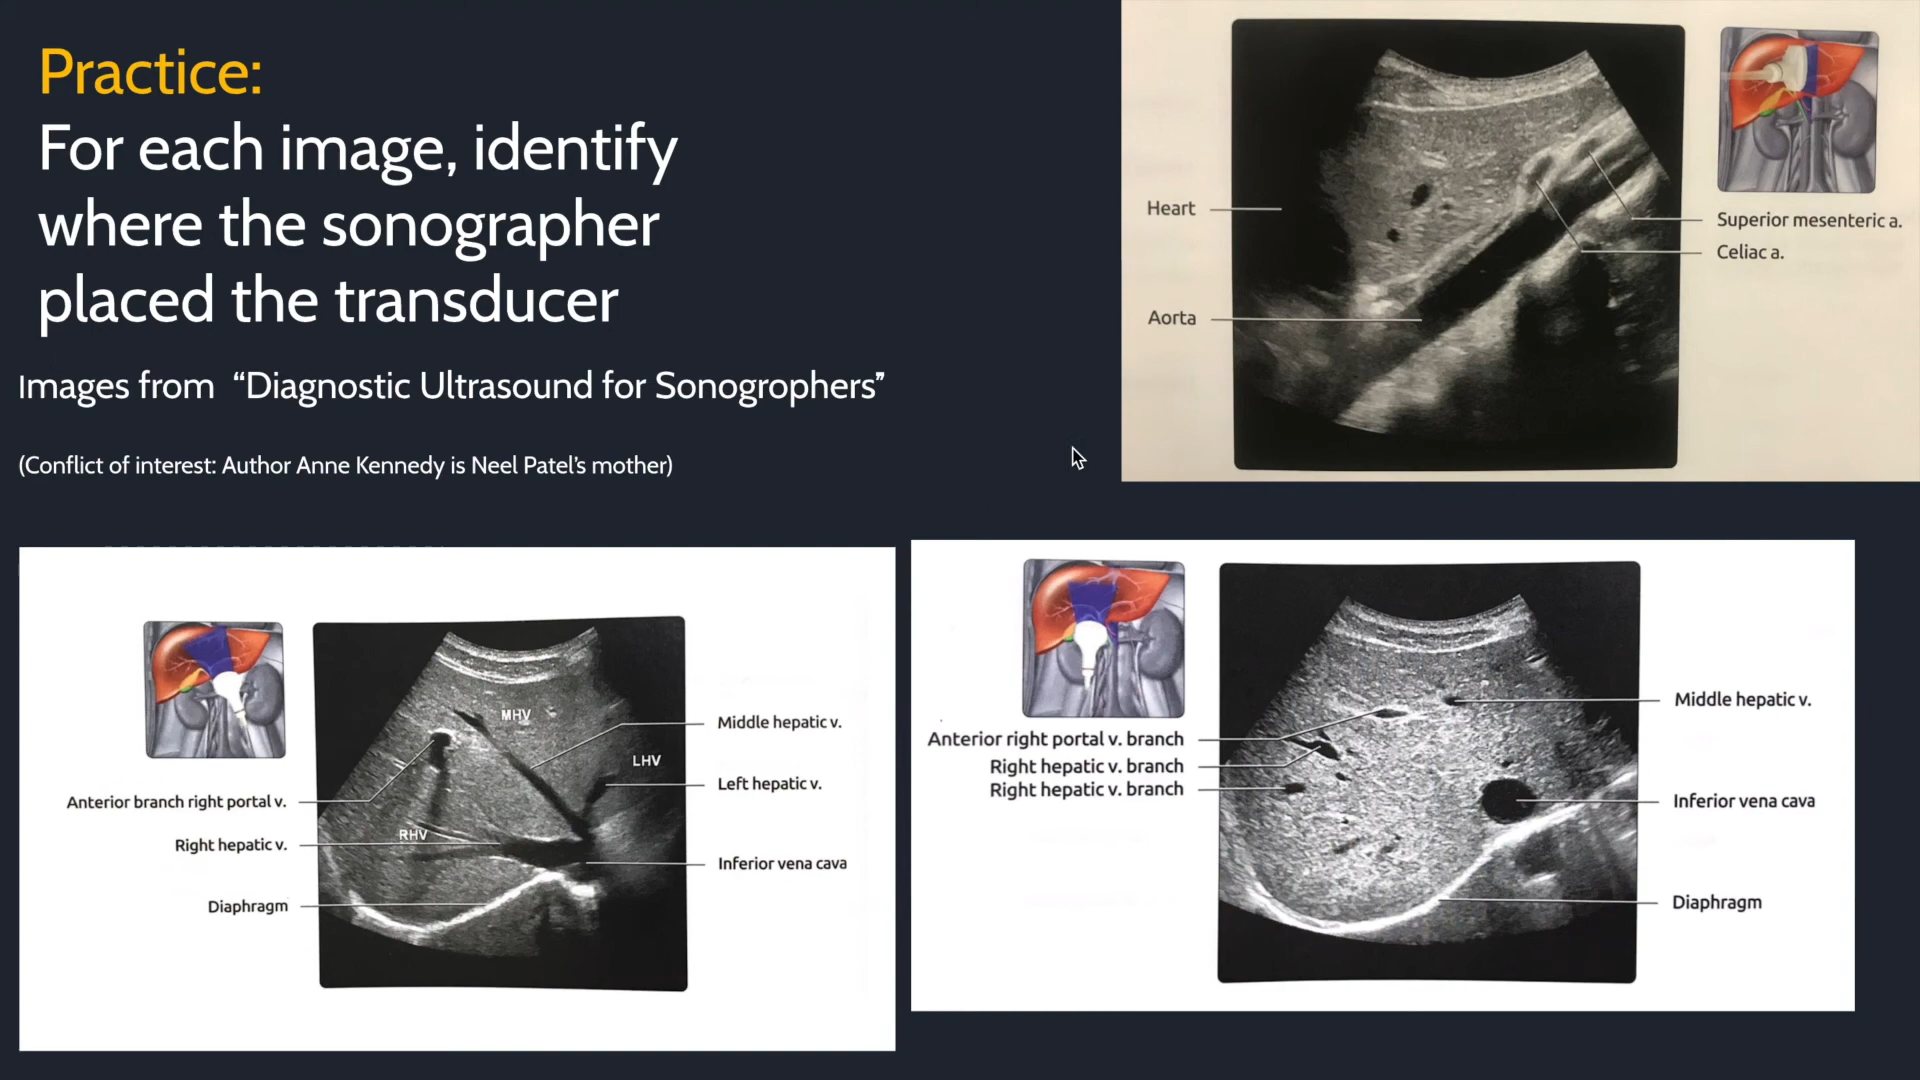 Practice:
For each image, identify
where the sonographer
placed the transducer
Images from “Diagnostic Ultrasound for Sonogrophers”
(Conflict of interest: Author Anne Kennedy is Neel Patel’s mother)
Heart
Aorta
Superior mesenteric a.
Celiac a.
MHV
LHV
RHV
Anterior branch right portal v.
Right hepatic v.
Diaphragm
Middle hepatic v.
Left hepatic v.
Inferior vena cava
Anterior right portal v. branch
Right hepatic v. branch
Right hepatic v. branch
Middle hepatic v.
Inferior vena cava
Diaphragm